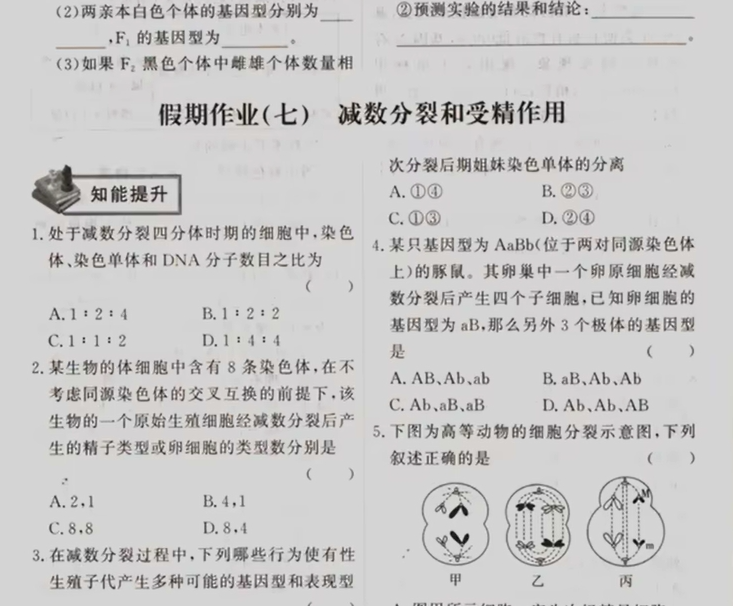 (2)两亲本白色个体的基因型分别为____
______,F₁ 的基因型为______。
(3)如果 F₂ 黑色个体中雌雄个体数量相
②预测实验的结果和结论:____________
____________________________。
假期作业(七) 减数分裂和受精作用
知能提升
1.处于减数分裂四分体时期的细胞中,染色
体、染色单体和 DNA 分子数目之比为
( )
A.1∶2∶4 B.1∶2∶2
C.1∶1∶2 D.1∶4∶4
2.某生物的体细胞中含有 8 条染色体,在不
考虑同源染色体的交叉互换的前提下,该
生物的一个原始生殖细胞经减数分裂后产
生的精子类型或卵细胞的类型数分别是
( )
A.2,1 B.4,1
C.8,8 D.8,4
3.在减数分裂过程中,下列哪些行为使有性
生殖子代产生多种可能的基因型和表现型
次分裂后期姐妹染色单体的分离
A.①④ B.②③
C.①③ D.②④
4.某只基因型为 AaBb(位于两对同源染色体
上)的豚鼠。其卵巢中一个卵原细胞经减
数分裂后产生四个子细胞,已知卵细胞的
基因型为 aB,那么另外 3 个极体的基因型
是 ( )
A. AB、Ab、ab B. aB、Ab、Ab
C. Ab、aB、aB D. Ab、Ab、AB
5.下图为高等动物的细胞分裂示意图,下列
叙述正确的是 ( )
M
m
甲 乙 丙